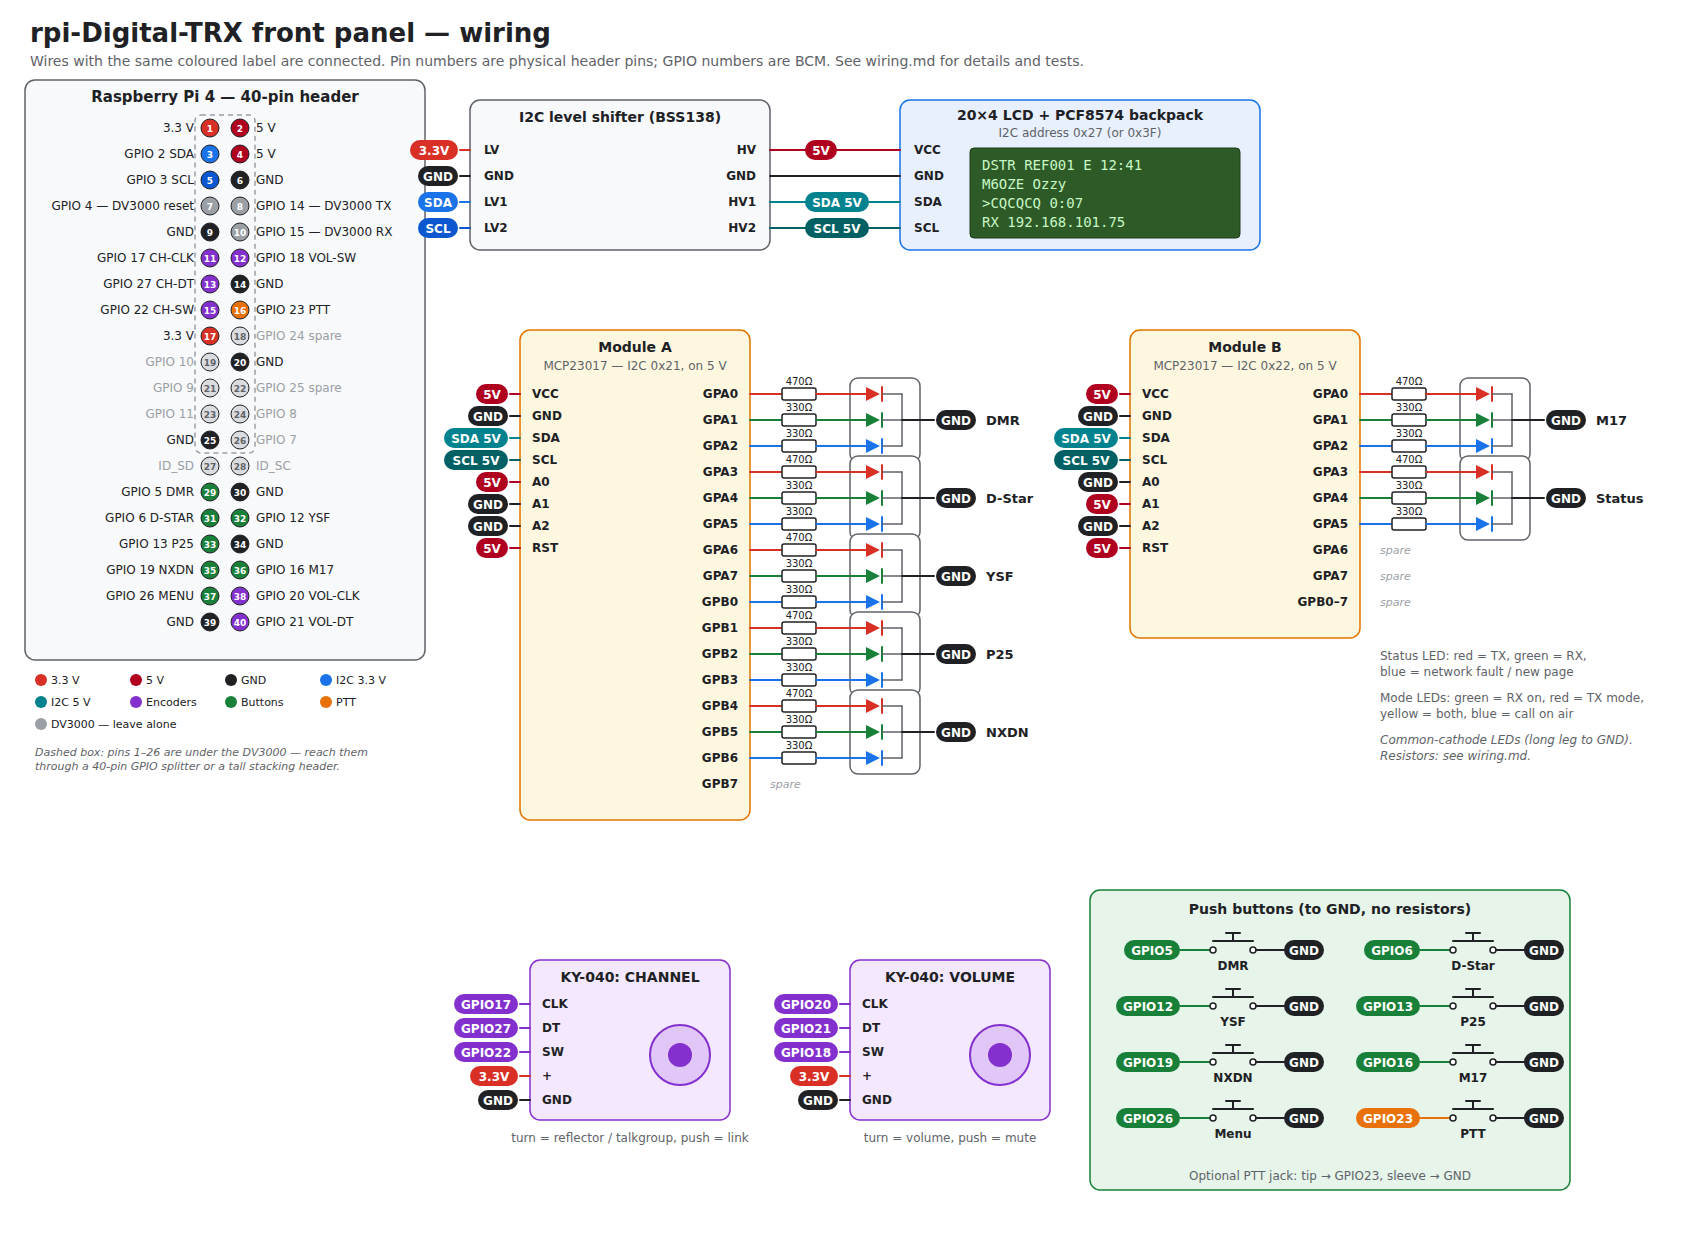 rpi-Digital-TRX front panel — wiring
Wires with the same coloured label are connected. Pin numbers are physical header pins; GPIO numbers are BCM. See wiring.md for details and tests.
Raspberry Pi 4 — 40-pin header
3.3 V 1 2 5 V
GPIO 2 SDA 3 4 5 V
GPIO 3 SCL 5 6 GND
GPIO 4 — DV3000 reset 7 8 GPIO 14 — DV3000 TX
GND 9 10 GPIO 15 — DV3000 RX
GPIO 17 CH-CLK 11 12 GPIO 18 VOL-SW
GPIO 27 CH-DT 13 14 GND
GPIO 22 CH-SW 15 16 GPIO 23 PTT
3.3 V 17 18 GPIO 24 spare
GPIO 10 19 20 GND
GPIO 9 21 22 GPIO 25 spare
GPIO 11 23 24 GPIO 8
GND 25 26 GPIO 7
ID_SD 27 28 ID_SC
GPIO 5 DMR 29 30 GND
GPIO 6 D-STAR 31 32 GPIO 12 YSF
GPIO 13 P25 33 34 GND
GPIO 19 NXDN 35 36 GPIO 16 M17
GPIO 26 MENU 37 38 GPIO 20 VOL-CLK
GND 39 40 GPIO 21 VOL-DT
3.3 V 5 V GND I2C 3.3 V
I2C 5 V Encoders Buttons PTT
DV3000 — leave alone
Dashed box: pins 1–26 are under the DV3000 — reach them
through a 40-pin GPIO splitter or a tall stacking header.
I2C level shifter (BSS138)
3.3V LV HV 5V
GND GND GND
SDA LV1 HV1 SDA 5V
SCL LV2 HV2 SCL 5V
20×4 LCD + PCF8574 backpack
I2C address 0x27 (or 0x3F)
VCC
GND
SDA
SCL
DSTR REF001 E 12:41
M6OZE Ozzy
>CQCQCQ 0:07
RX 192.168.101.75
Module A
MCP23017 — I2C 0x21, on 5 V
5V VCC GPA0 470Ω
GND GND GPA1 330Ω GND DMR
SDA 5V SDA GPA2 330Ω
SCL 5V SCL GPA3 470Ω
5V A0 GPA4 330Ω GND D-Star
GND A1 GPA5 330Ω
GND A2 GPA6 470Ω
5V RST GPA7 330Ω GND YSF
GPB0 330Ω
GPB1 470Ω
GPB2 330Ω GND P25
GPB3 330Ω
GPB4 470Ω
GPB5 330Ω GND NXDN
GPB6 330Ω
GPB7 spare
Module B
MCP23017 — I2C 0x22, on 5 V
5V VCC GPA0 470Ω
GND GND GPA1 330Ω GND M17
SDA 5V SDA GPA2 330Ω
SCL 5V SCL GPA3 470Ω
GND A0 GPA4 330Ω GND Status
5V A1 GPA5 330Ω
GND A2 GPA6 spare
5V RST GPA7 spare
GPB0–7 spare
Status LED: red = TX, green = RX,
blue = network fault / new page
Mode LEDs: green = RX on, red = TX mode,
yellow = both, blue = call on air
Common-cathode LEDs (long leg to GND).
Resistors: see wiring.md.
KY-040: CHANNEL
GPIO17 CLK
GPIO27 DT
GPIO22 SW
3.3V +
GND GND
turn = reflector / talkgroup, push = link
KY-040: VOLUME
GPIO20 CLK
GPIO21 DT
GPIO18 SW
3.3V +
GND GND
turn = volume, push = mute
Push buttons (to GND, no resistors)
GPIO5 GND GPIO6 GND
DMR D-Star
GPIO12 GND GPIO13 GND
YSF P25
GPIO19 GND GPIO16 GND
NXDN M17
GPIO26 GND GPIO23 GND
Menu PTT
Optional PTT jack: tip → GPIO23, sleeve → GND